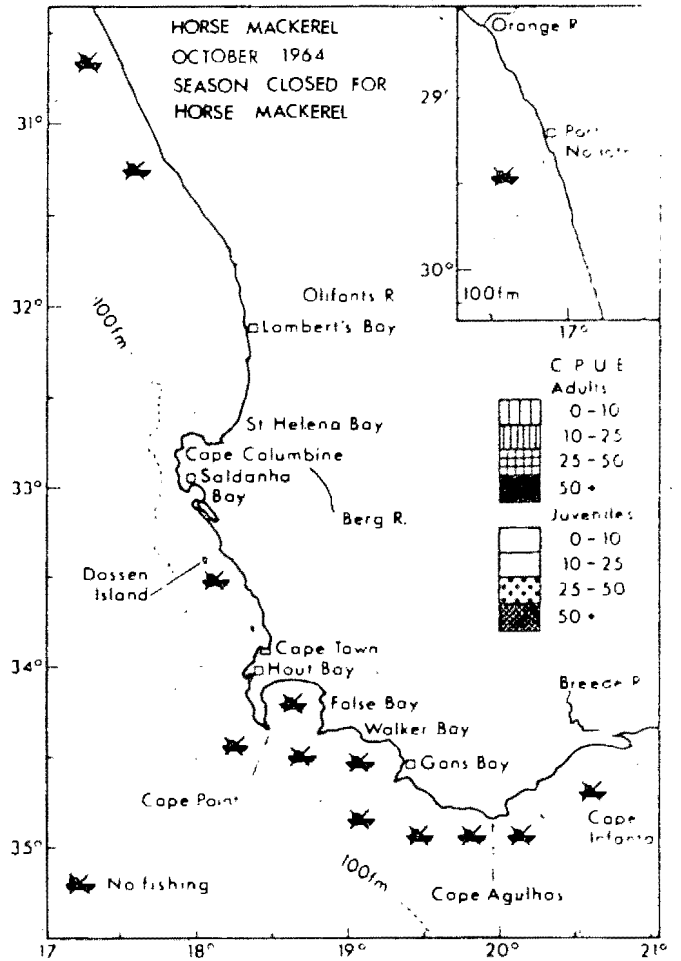 HORSE MACKEREL
OCTOBER 1964
SEASON CLOSED FOR
HORSE MACKEREL
Orange R
29'
Port
30°
100fm
17°
31°
32°
33°
34°
35°
100fm
Olifants R
Lambert's Bay
St Helena Bay
Cape Columbine
Saldanha
Bay
Berg R.
Dassen
Island
Cape Town
Hout Bay
False Bay
Walker Bay
Gans Bay
Breede R
Cape Point
Cape
Infanta
Cape Agulhas
100fm
No fishing
C P U E
Adults
0-10
10-25
25-50
50+
Juveniles
0-10
10-25
25-50
50+
17
18°
19°
20°
21°